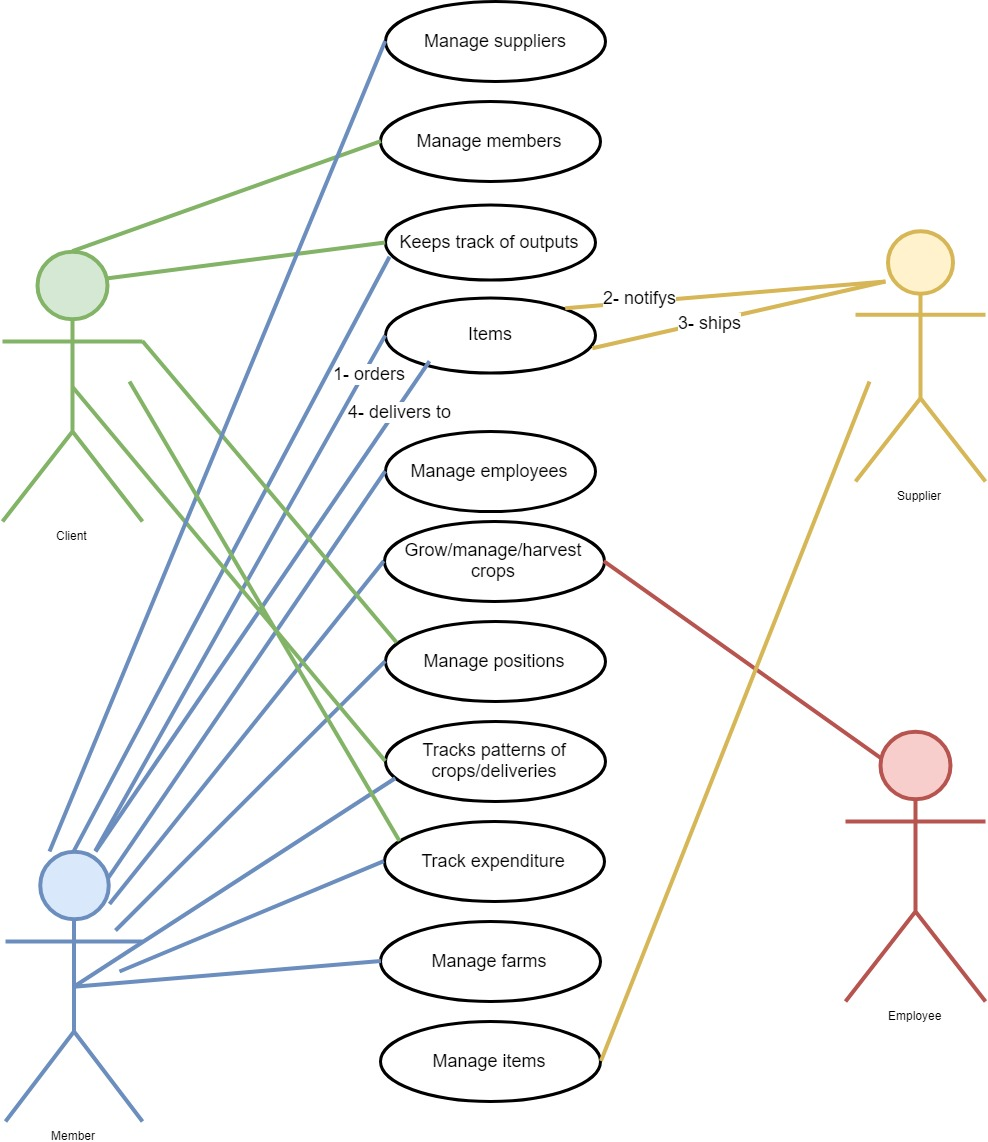 Manage suppliers
Manage members
Keeps track of outputs
2- notifys
3- ships
Items
1- orders
4- delivers to
Manage employees
Supplier
Client
Grow/manage/harvest
crops
Manage positions
Tracks patterns of
crops/deliveries
Track expenditure
Manage farms
Employee
Manage items
Member